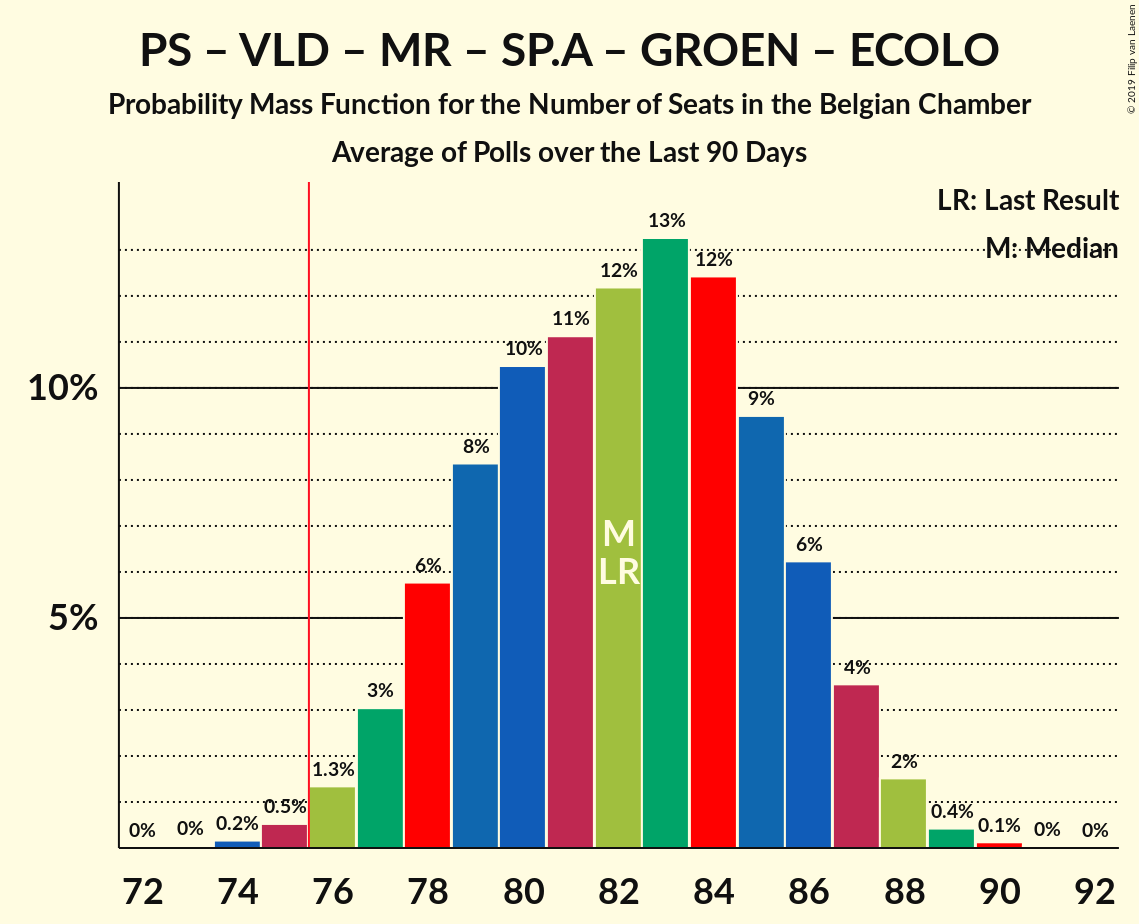 PS – VLD – MR – SP.A – GROEN – ECOLO
Probability Mass Function for the Number of Seats in the Belgian Chamber
Average of Polls over the Last 90 Days
© 2019 Filip van Laenen
LR: Last Result
M: Median
10%
5%
0%
0%
0.2%
0.5%
1.3%
3%
6%
8%
10%
11%
12%
13%
12%
9%
6%
4%
2%
0.4%
0.1%
0%
0%
M
LR
72 74 76 78 80 82 84 86 88 90 92